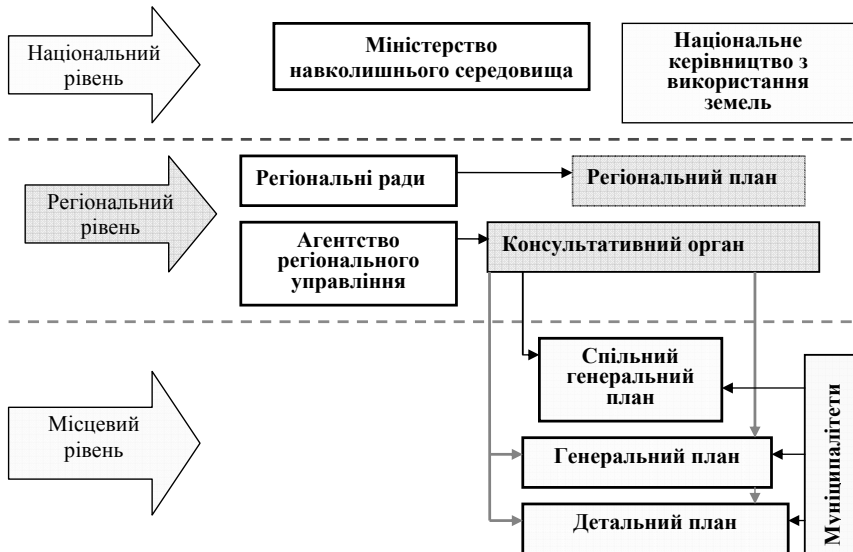 Національний
рівень
Міністерство
навколишнього середовища
Національне
керівництво з
використання
земель
Регіональний
рівень
Регіональні ради
Регіональний план
Агентство
регіонального
управління
Консультативний орган
Місцевий
рівень
Спільний
генеральний
план
Генеральний план
Детальний план
Муніципалітети